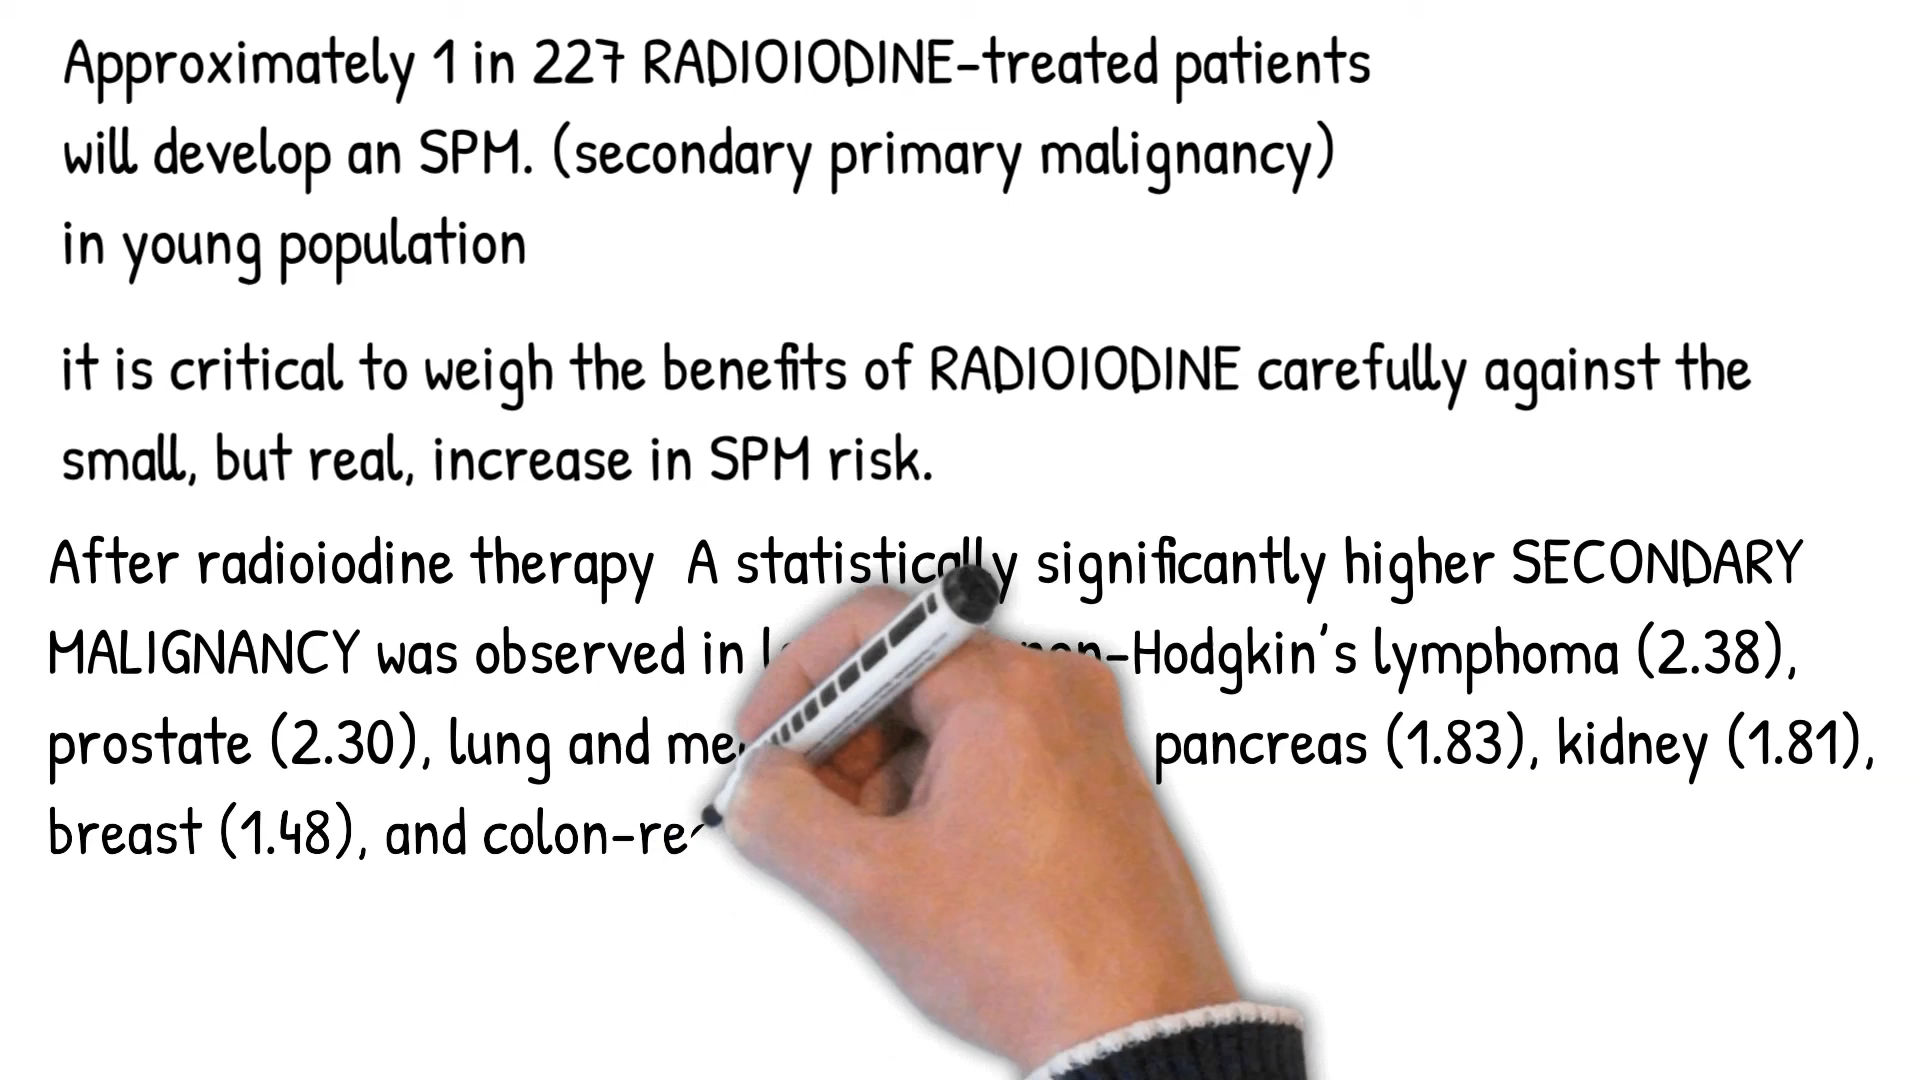 Approximately 1 in 227 RADIOIODINE-treated patients
will develop an SPM. (secondary primary malignancy)
in young population
it is critical to weigh the benefits of RADIOIODINE carefully against the
small, but real, increase in SPM risk.
After radioiodine therapy A statistically significantly higher SECONDARY
MALIGNANCY was observed in -Hodgkin's lymphoma (2.38),
prostate (2.30), lung and pancreas (1.83), kidney (1.81),
breast (1.48), and colon-